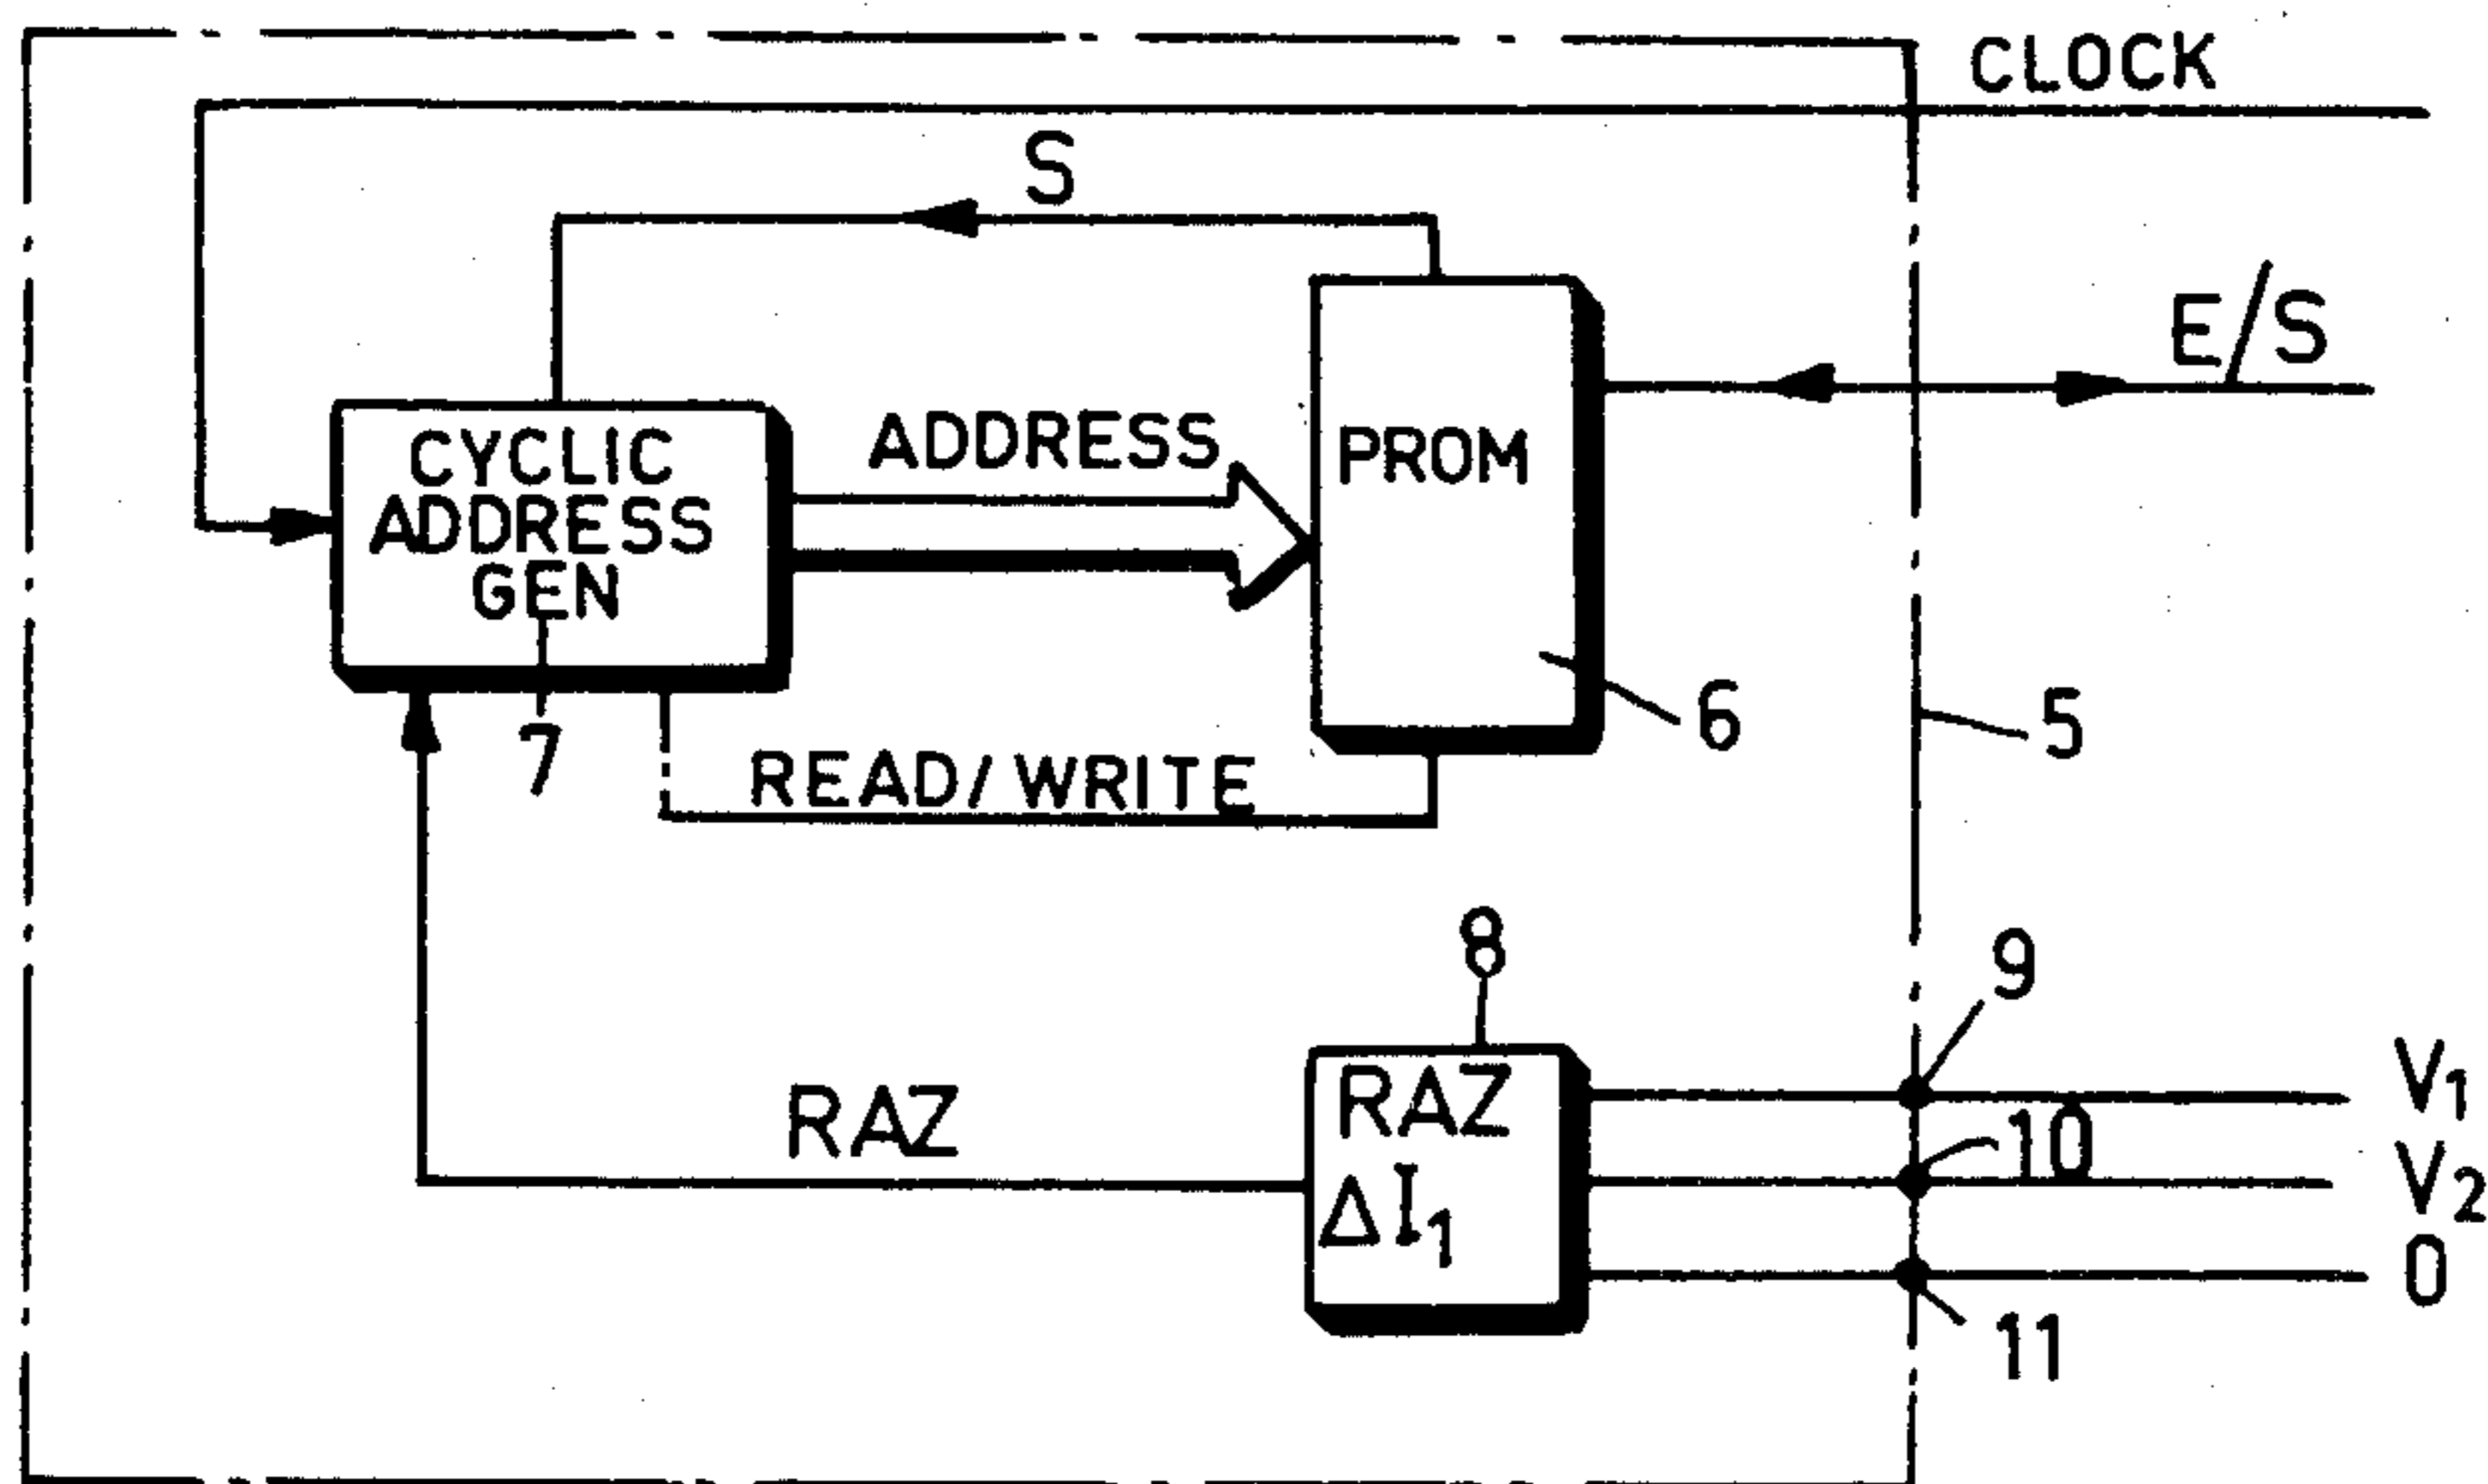 CLOCK
S
E/S
CYCLIC
ADDRESS
GEN
ADDRESS
PROM
6
5
7
READ/WRITE
8
9
RAZ
RAZ
ΔI₁
V₁
10
V₂
0
11